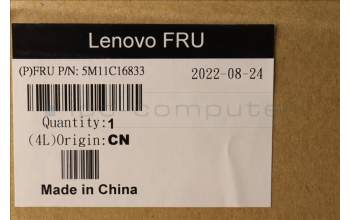 Lenovo FRU
(P)FRU P/N: 5M11C16833 2022-08-24
Quantity:1
(4L)Origin:CN
Made in China